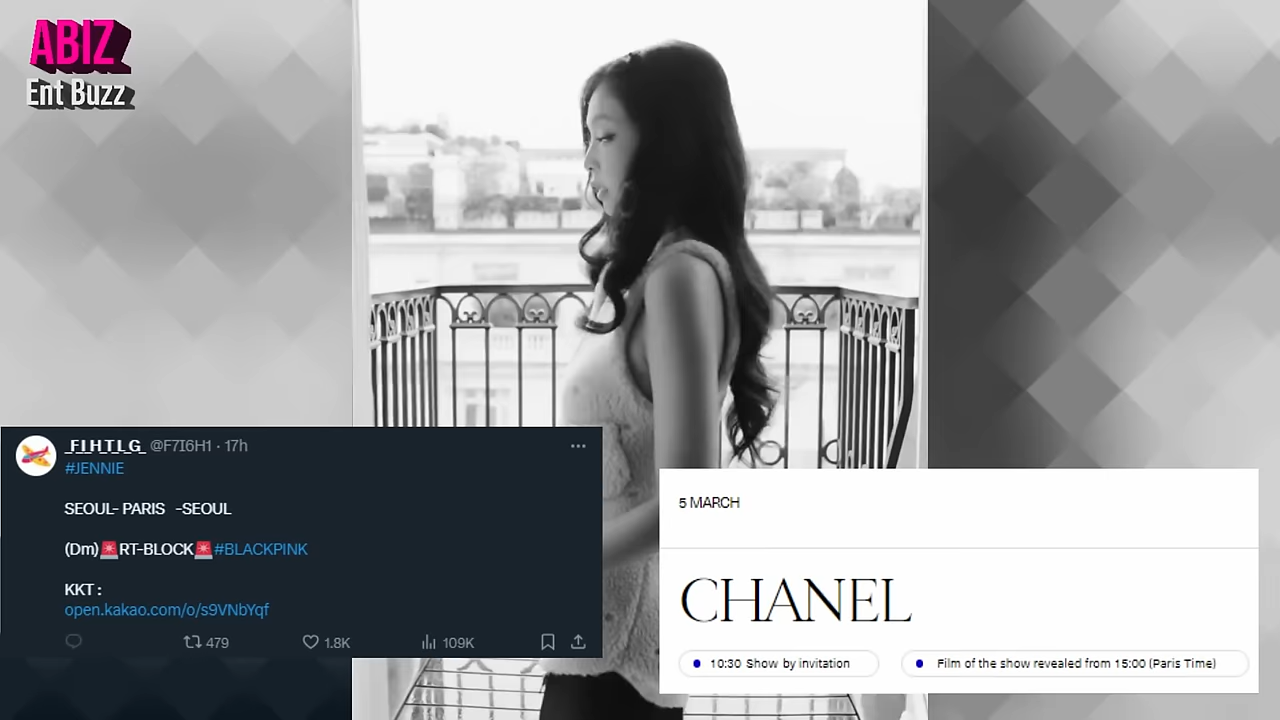 ABIZ
Ent Buzz
_F I H T L G_ @F7I6H1 · 17h
#JENNIE
SEOUL- PARIS -SEOUL
(Dm)🚨RT-BLOCK🚨#BLACKPINK
KKT :
open.kakao.com/o/s9VNbYqf
479
1.8K
109K
5 MARCH
CHANEL
10:30 Show by invitation
Film of the show revealed from 15:00 (Paris Time)